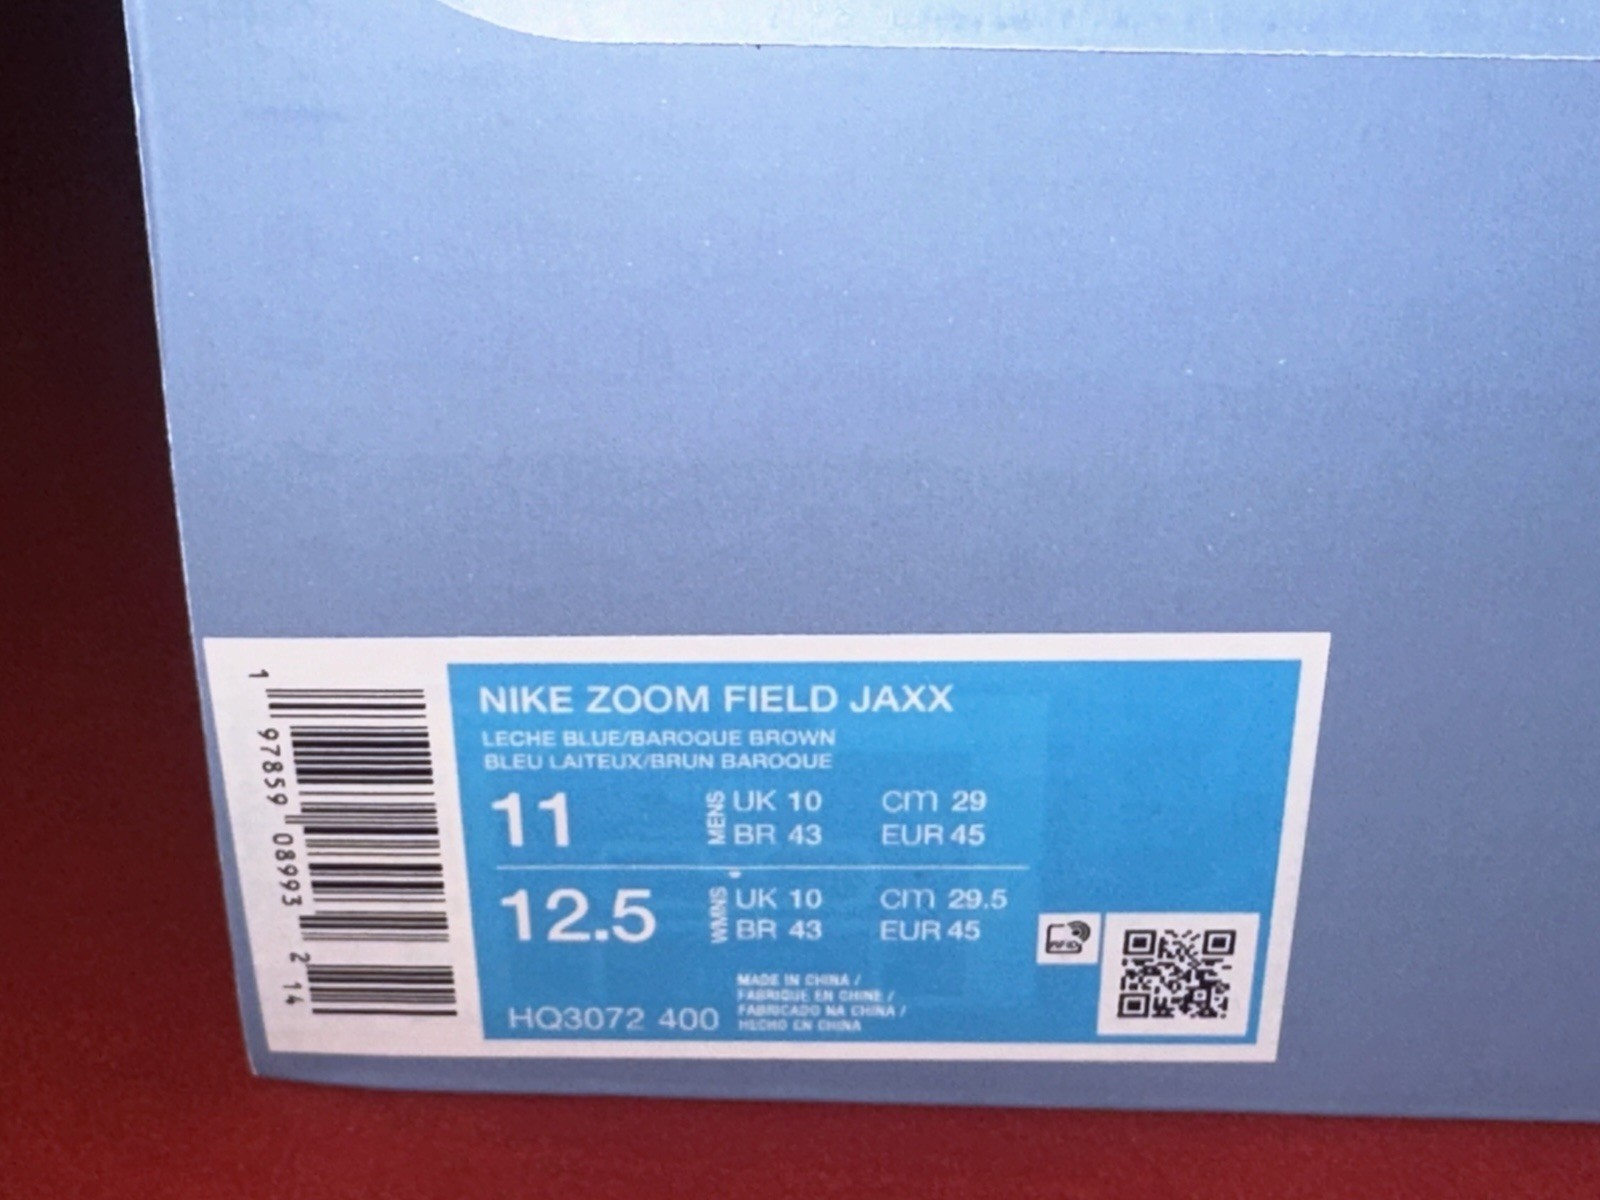 NIKE ZOOM FIELD JAXX
LECHE BLUE/BAROQUE BROWN
BLEU LAITEUX/BRUN BAROQUE
11 MENS UK 10 CM 29
BR 43 EUR 45
12.5 WMNS UK 10 CM 29.5
BR 43 EUR 45
MADE IN CHINA /
FABRIQUE EN CHINE /
FABRICADO NA CHINA /
HECHO EN CHINA
HQ3072 400
RFID
1 97859 08993 2 14